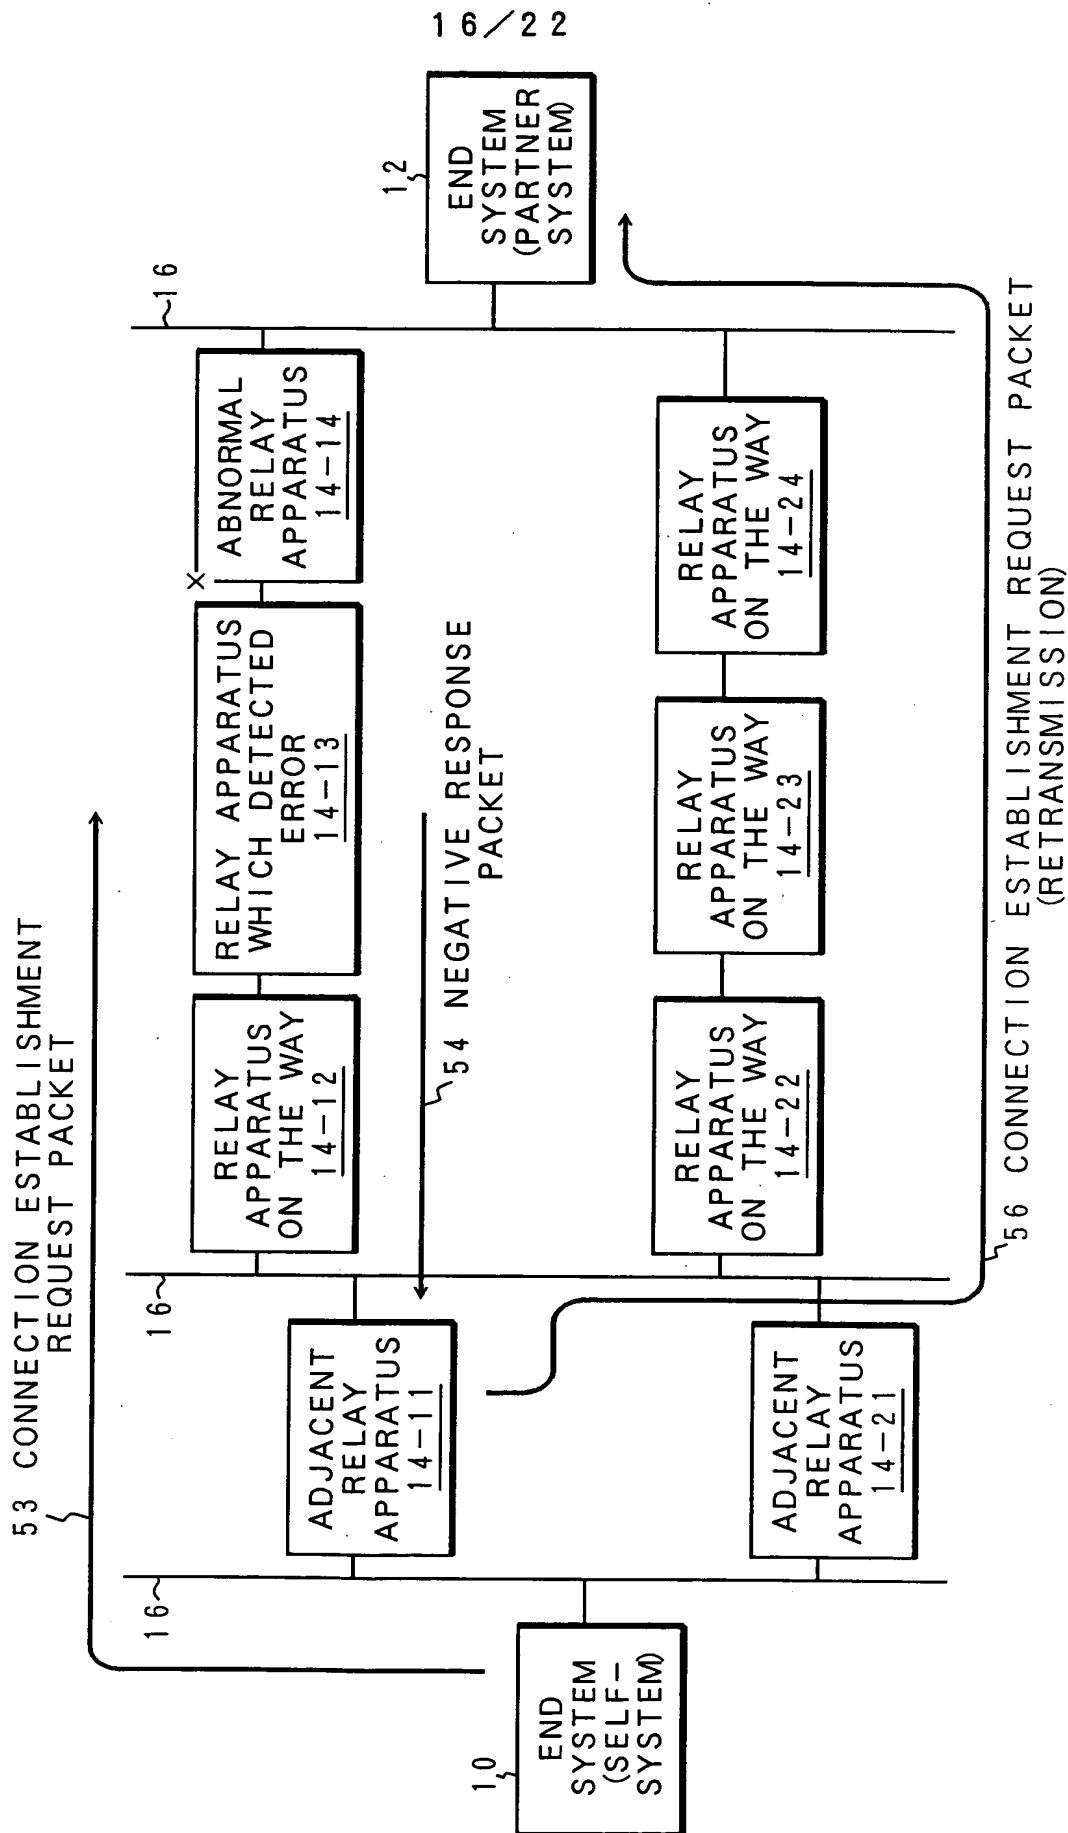 16/22
53 CONNECTION ESTABLISHMENT
REQUEST PACKET
10
END
SYSTEM
(SELF-
SYSTEM)
16
ADJACENT
RELAY
APPARATUS
14-11
ADJACENT
RELAY
APPARATUS
14-21
16
RELAY
APPARATUS
ON THE WAY
14-12
RELAY APPARATUS
WHICH DETECTED
ERROR
14-13
×
ABNORMAL
RELAY
APPARATUS
14-14
54 NEGATIVE RESPONSE
PACKET
RELAY
APPARATUS
ON THE WAY
14-22
RELAY
APPARATUS
ON THE WAY
14-23
RELAY
APPARATUS
ON THE WAY
14-24
16
12
END
SYSTEM
(PARTNER
SYSTEM)
56 CONNECTION ESTABLISHMENT REQUEST PACKET
(RETRANSMISSION)